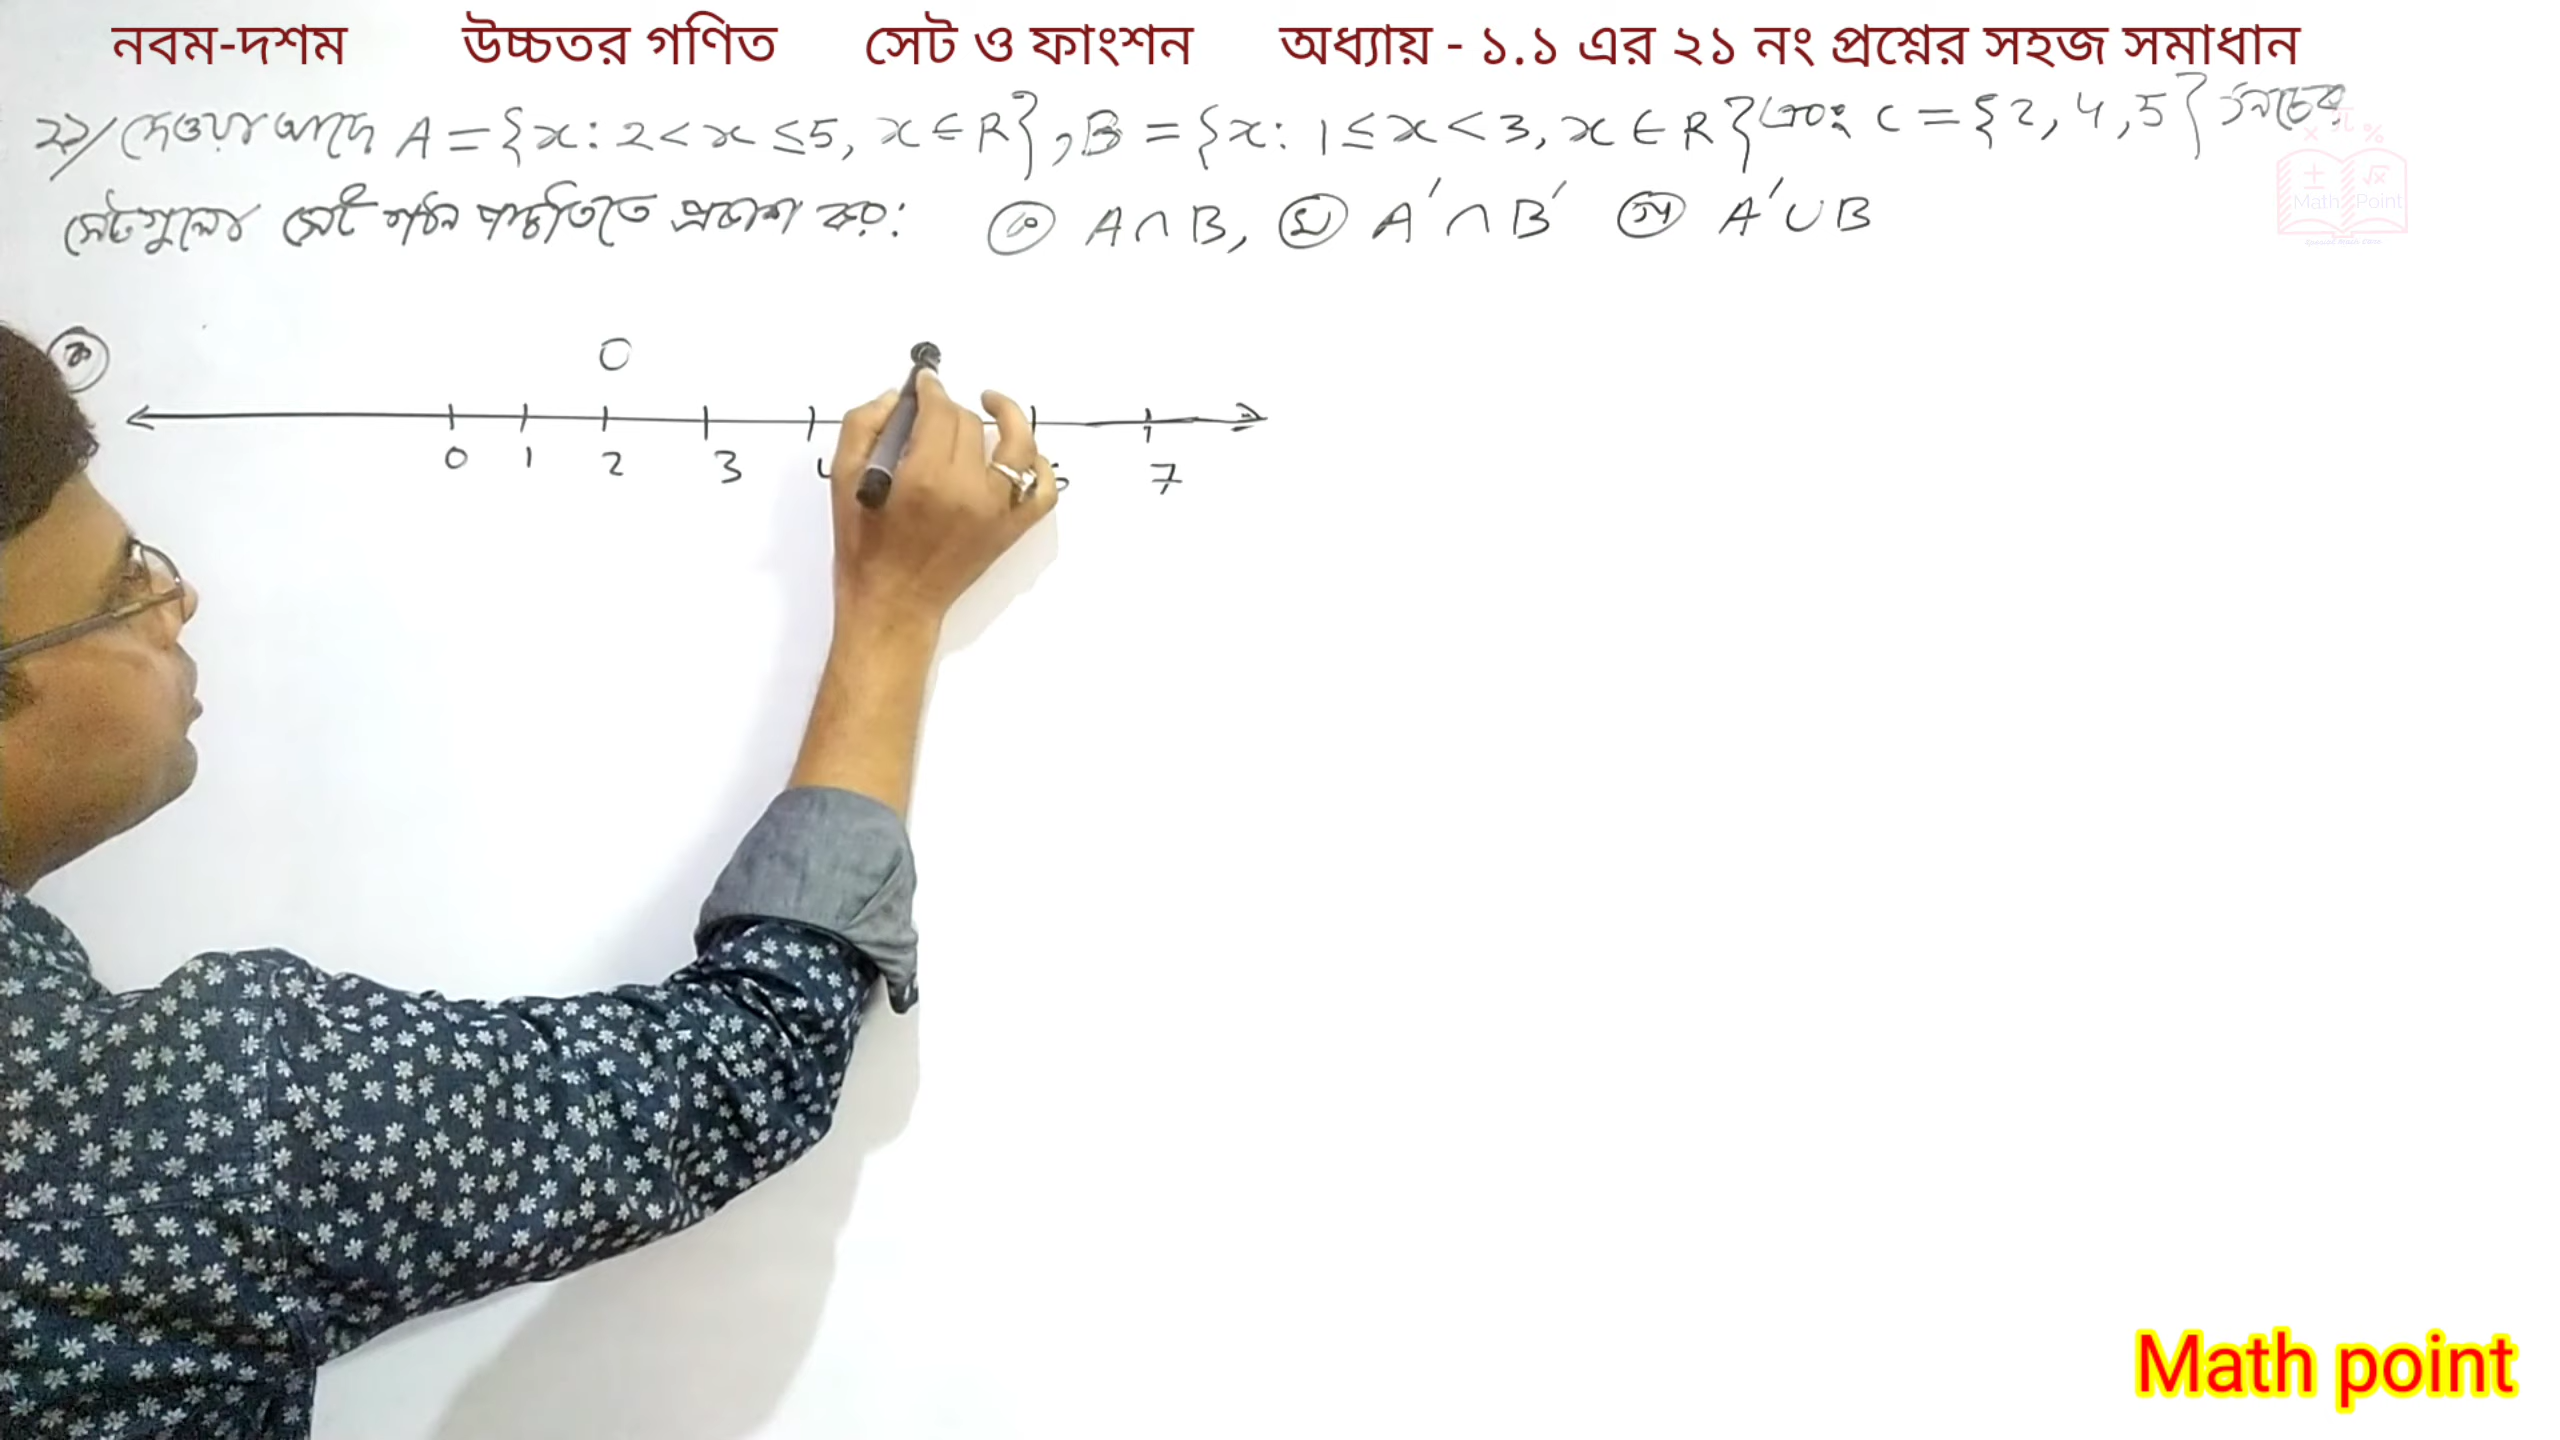 নবম-দশম উচ্চতর গণিত সেট ও ফাংশন অধ্যায় - ১.১ এর ২১ নং প্রশ্নের সহজ সমাধান
২১/ দেওয়া আছে A = {x : 2 < x ≤ 5, x ∈ R}, B = {x : 1 ≤ x < 3, x ∈ R} এবং C = {2, 4, 5} নিচের
সেটগুলো সেট গঠন পদ্ধতিতে প্রকাশ কর: ক A ∩ B, খ A′ ∩ B′ গ A′ ∪ B
Math Point
ক
0 1 2 3 7
Math point